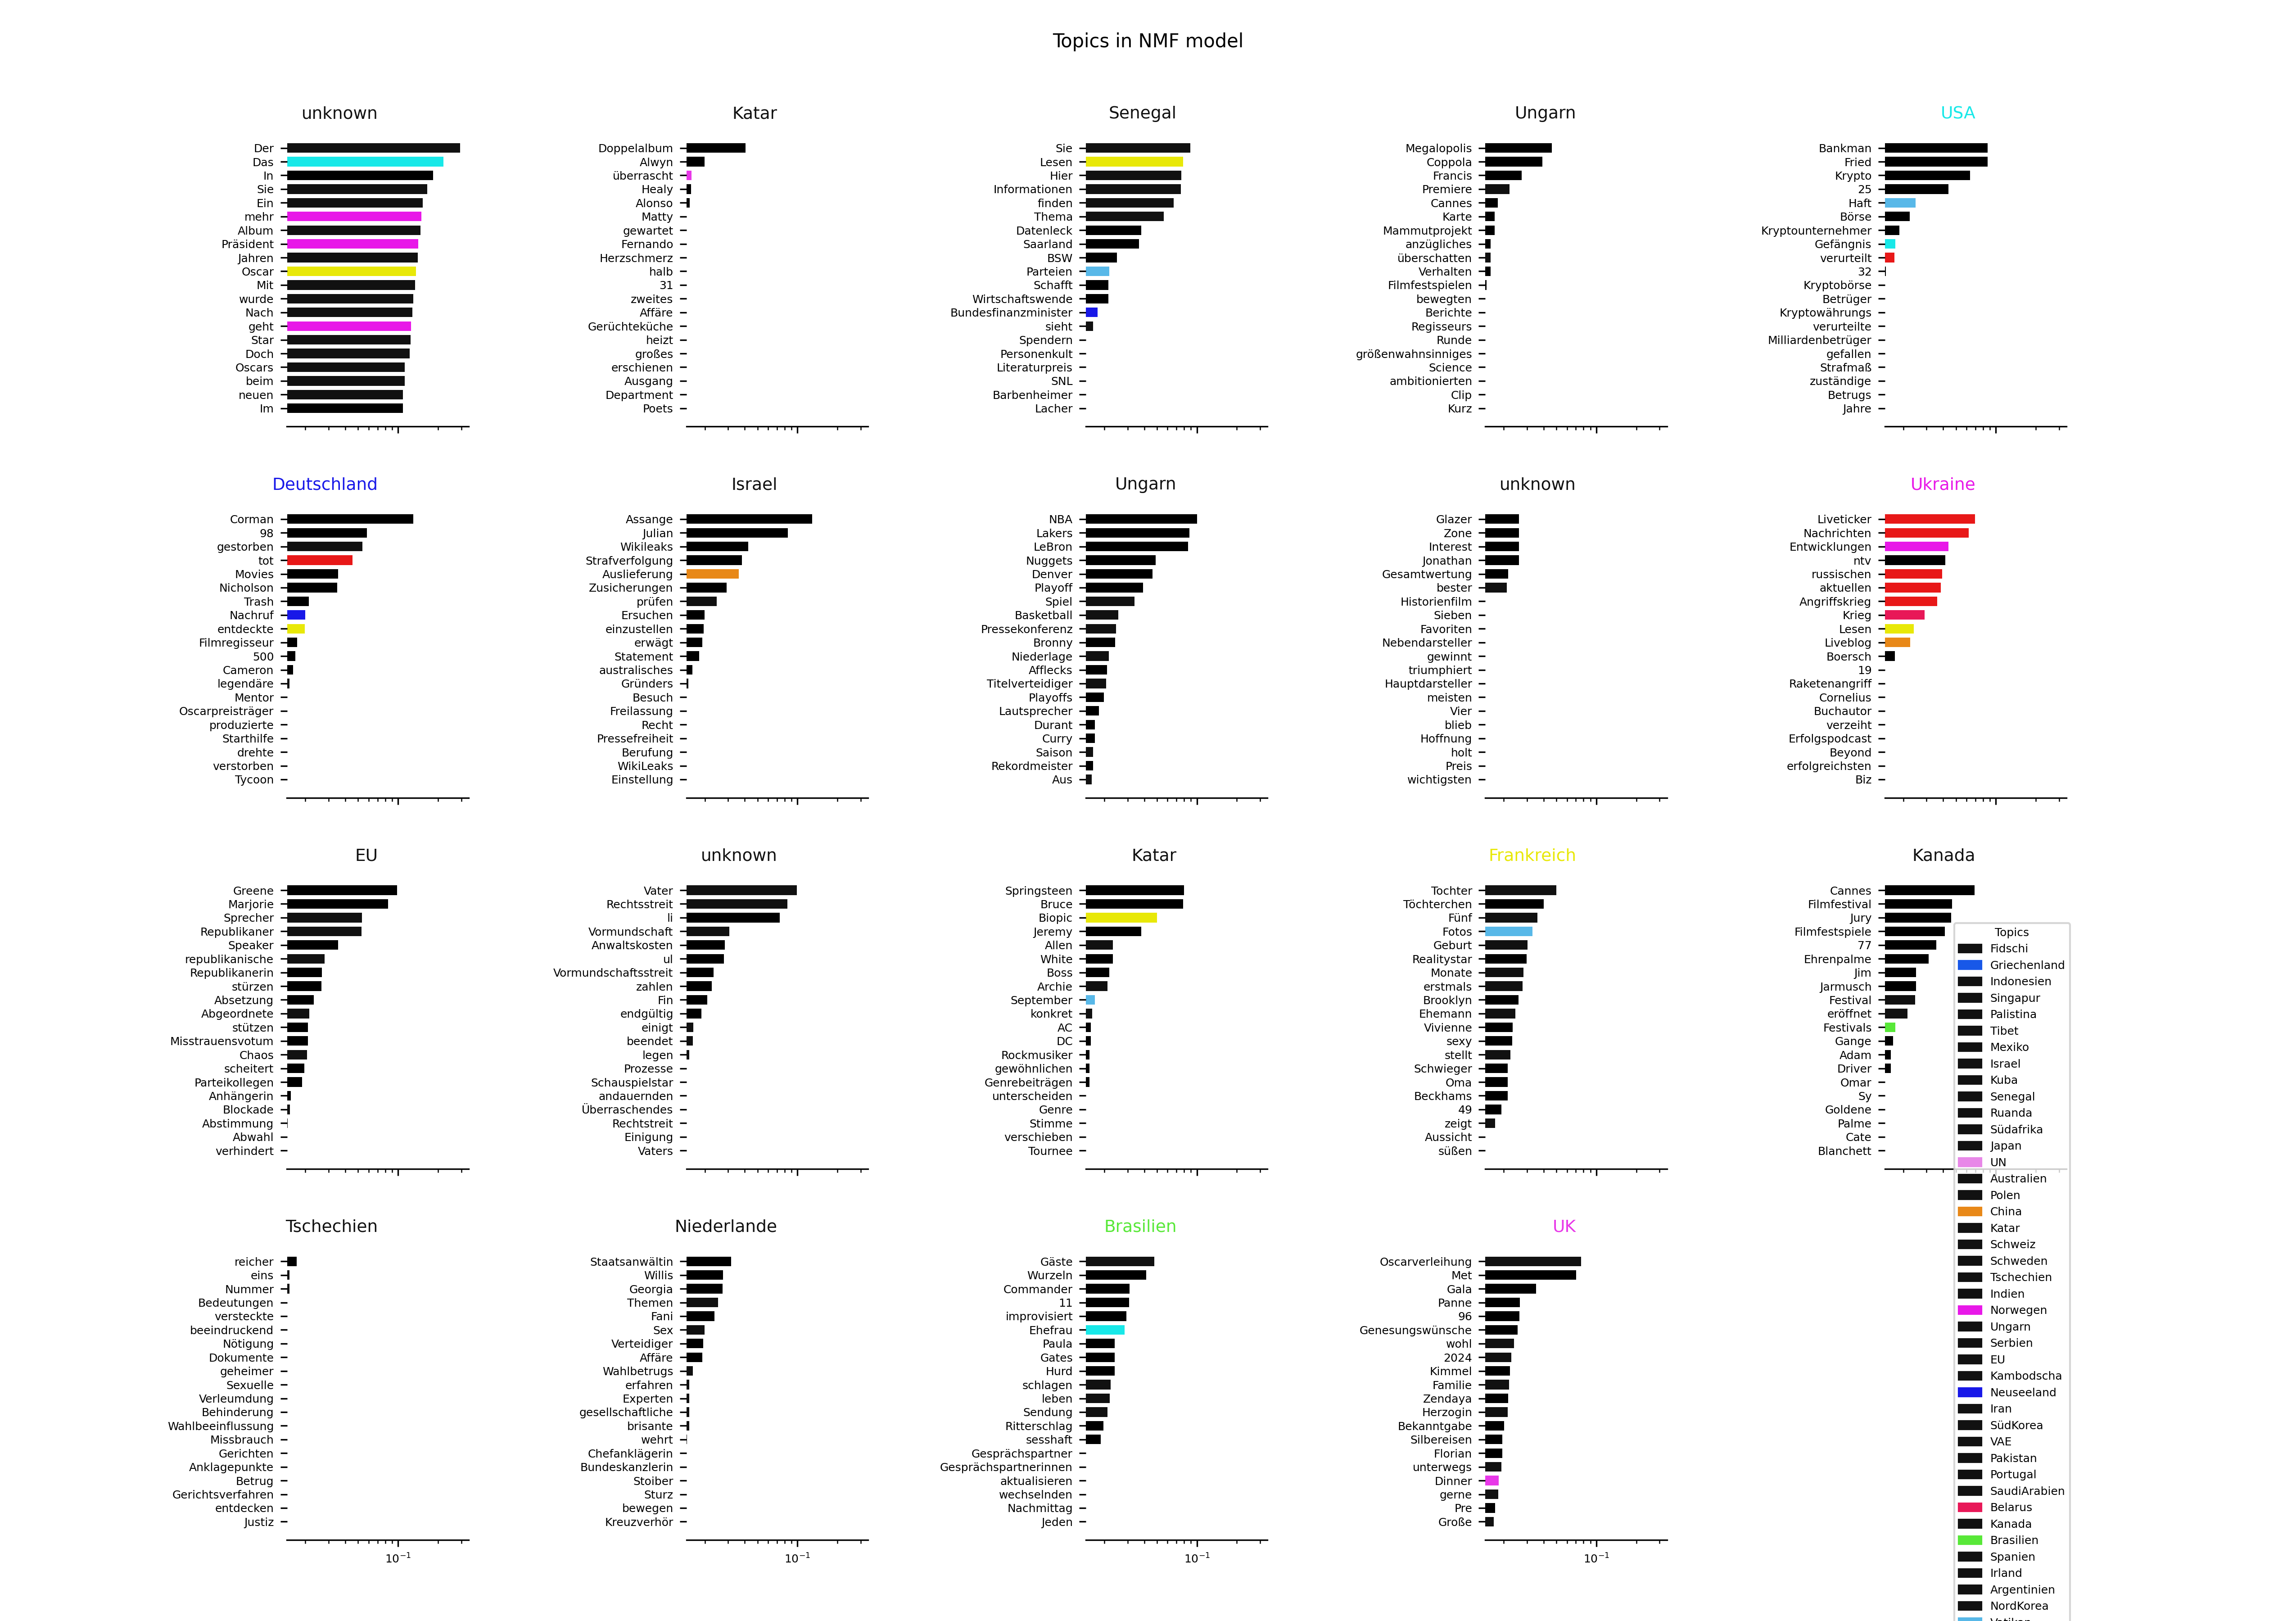 Topics in NMF model
unknown
Der
Das
In
Sie
Ein
mehr
Album
Präsident
Jahren
Oscar
Mit
wurde
Nach
geht
Star
Doch
Oscars
beim
neuen
Im
Katar
Doppelalbum
Alwyn
überrascht
Healy
Alonso
Matty
gewartet
Fernando
Herzschmerz
halb
31
zweites
Affäre
Gerüchteküche
heizt
großes
erschienen
Ausgang
Department
Poets
Senegal
Sie
Lesen
Hier
Informationen
finden
Thema
Datenleck
Saarland
BSW
Parteien
Schafft
Wirtschaftswende
Bundesfinanzminister
sieht
Spendern
Personenkult
Literaturpreis
SNL
Barbenheimer
Lacher
Ungarn
Megalopolis
Coppola
Francis
Premiere
Cannes
Karte
Mammutprojekt
anzügliches
überschatten
Verhalten
Filmfestspielen
bewegten
Berichte
Regisseurs
Runde
größenwahnsinniges
Science
ambitionierten
Clip
Kurz
USA
Bankman
Fried
Krypto
25
Haft
Börse
Kryptounternehmer
Gefängnis
verurteilt
32
Kryptobörse
Betrüger
Kryptowährungs
verurteilte
Milliardenbetrüger
gefallen
Strafmaß
zuständige
Betrugs
Jahre
Deutschland
Corman
98
gestorben
tot
Movies
Nicholson
Trash
Nachruf
entdeckte
Filmregisseur
500
Cameron
legendäre
Mentor
Oscarpreisträger
produzierte
Starthilfe
drehte
verstorben
Tycoon
Israel
Assange
Julian
Wikileaks
Strafverfolgung
Auslieferung
Zusicherungen
prüfen
Ersuchen
einzustellen
erwägt
Statement
australisches
Gründers
Besuch
Freilassung
Recht
Pressefreiheit
Berufung
WikiLeaks
Einstellung
Ungarn
NBA
Lakers
LeBron
Nuggets
Denver
Playoff
Spiel
Basketball
Pressekonferenz
Bronny
Niederlage
Afflecks
Titelverteidiger
Playoffs
Lautsprecher
Durant
Curry
Saison
Rekordmeister
Aus
unknown
Glazer
Zone
Interest
Jonathan
Gesamtwertung
bester
Historienfilm
Sieben
Favoriten
Nebendarsteller
gewinnt
triumphiert
Hauptdarsteller
meisten
Vier
blieb
Hoffnung
holt
Preis
wichtigsten
Ukraine
Liveticker
Nachrichten
Entwicklungen
ntv
russischen
aktuellen
Angriffskrieg
Krieg
Lesen
Liveblog
Boersch
19
Raketenangriff
Cornelius
Buchautor
verzeiht
Erfolgspodcast
Beyond
erfolgreichsten
Biz
EU
Greene
Marjorie
Sprecher
Republikaner
Speaker
republikanische
Republikanerin
stürzen
Absetzung
Abgeordnete
stützen
Misstrauensvotum
Chaos
scheitert
Parteikollegen
Anhängerin
Blockade
Abstimmung
Abwahl
verhindert
unknown
Vater
Rechtsstreit
li
Vormundschaft
Anwaltskosten
ul
Vormundschaftsstreit
zahlen
Fin
endgültig
einigt
beendet
legen
Prozesse
Schauspielstar
andauernden
Überraschendes
Rechtstreit
Einigung
Vaters
Katar
Springsteen
Bruce
Biopic
Jeremy
Allen
White
Boss
Archie
September
konkret
AC
DC
Rockmusiker
gewöhnlichen
Genrebeiträgen
unterscheiden
Genre
Stimme
verschieben
Tournee
Frankreich
Tochter
Töchterchen
Fünf
Fotos
Geburt
Realitystar
Monate
erstmals
Brooklyn
Ehemann
Vivienne
sexy
stellt
Schwieger
Oma
Beckhams
49
zeigt
Aussicht
süßen
Kanada
Cannes
Filmfestival
Jury
Filmfestspiele
77
Ehrenpalme
Jim
Jarmusch
Festival
eröffnet
Festivals
Gange
Adam
Driver
Omar
Sy
Goldene
Palme
Cate
Blanchett
Tschechien
reicher
eins
Nummer
Bedeutungen
versteckte
beeindruckend
Nötigung
Dokumente
geheimer
Sexuelle
Verleumdung
Behinderung
Wahlbeeinflussung
Missbrauch
Gerichten
Anklagepunkte
Betrug
Gerichtsverfahren
entdecken
Justiz
10⁻¹
Niederlande
Staatsanwältin
Willis
Georgia
Themen
Fani
Sex
Verteidiger
Affäre
Wahlbetrugs
erfahren
Experten
gesellschaftliche
brisante
wehrt
Chefanklägerin
Bundeskanzlerin
Stoiber
Sturz
bewegen
Kreuzverhör
10⁻¹
Brasilien
Gäste
Wurzeln
Commander
11
improvisiert
Ehefrau
Paula
Gates
Hurd
schlagen
leben
Sendung
Ritterschlag
sesshaft
Gesprächspartner
Gesprächspartnerinnen
aktualisieren
wechselnden
Nachmittag
Jeden
10⁻¹
UK
Oscarverleihung
Met
Gala
Panne
96
Genesungswünsche
wohl
2024
Kimmel
Familie
Zendaya
Herzogin
Bekanntgabe
Silbereisen
Florian
unterwegs
Dinner
gerne
Pre
Große
10⁻¹
Topics
Fidschi
Griechenland
Indonesien
Singapur
Palistina
Tibet
Mexiko
Israel
Kuba
Senegal
Ruanda
Südafrika
Japan
UN
Australien
Polen
China
Katar
Schweiz
Schweden
Tschechien
Indien
Norwegen
Ungarn
Serbien
EU
Kambodscha
Neuseeland
Iran
SüdKorea
VAE
Pakistan
Portugal
SaudiArabien
Belarus
Kanada
Brasilien
Spanien
Irland
Argentinien
NordKorea